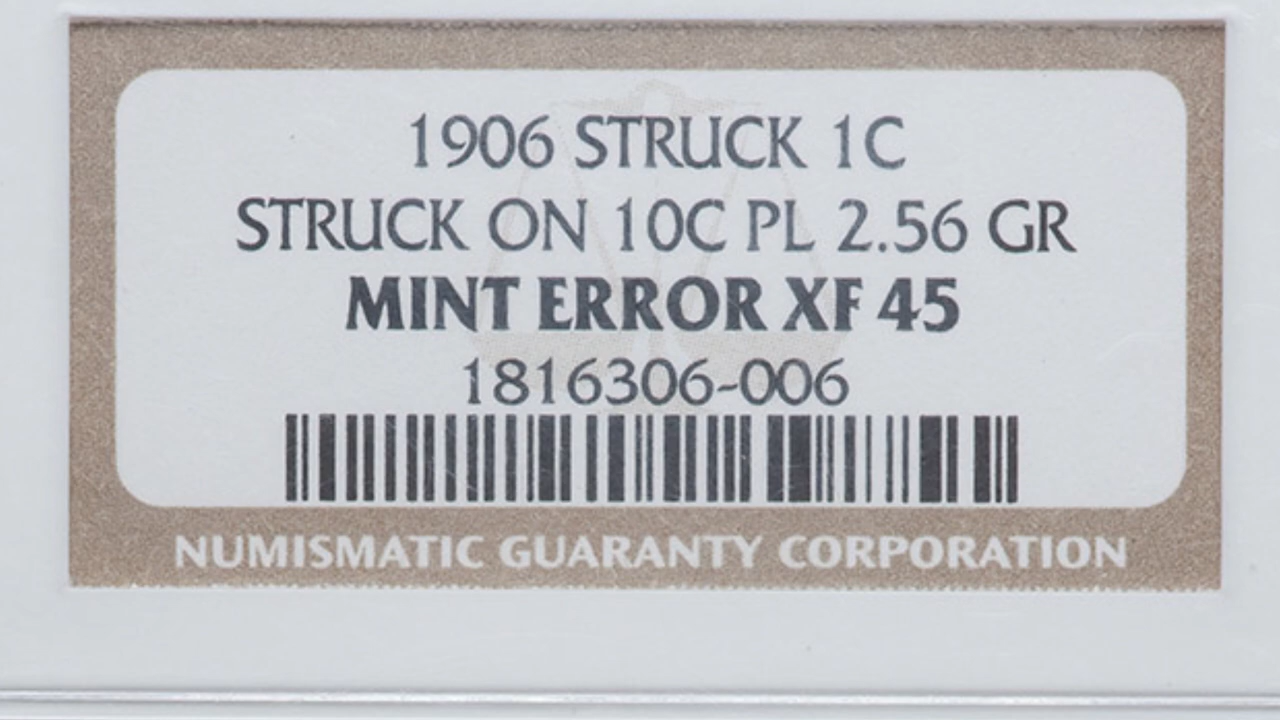 1906 STRUCK 1C
STRUCK ON 10C PL 2.56 GR
MINT ERROR XF 45
1816306-006
NUMISMATIC GUARANTY CORPORATION